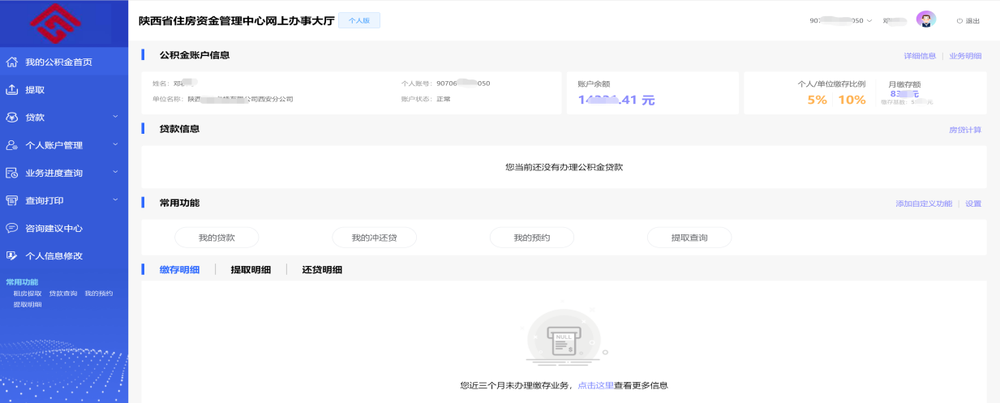 陕西省住房资金管理中心网上办事大厅 个人版 907 050 邓 退出
我的公积金首页
提取
贷款
个人账户管理
业务进度查询
查询打印
咨询建议中心
个人信息修改
常用功能
租房提取 贷款查询 我的预约
提取明细
公积金账户信息 详细信息 业务明细
姓名: 邓 个人账号: 90706 050
单位名称: 陕西 公司西安分公司 账户状态: 正常
账户余额
.41 元
个人/单位缴存比例
5% 10%
月缴存额
83 元
缴存基数: 5 元
贷款信息 房贷计算
您当前还没有办理公积金贷款
常用功能 添加自定义功能 设置
我的贷款 我的冲还贷 我的预约 提取查询
缴存明细 提取明细 还贷明细
NULL
$
您近三个月未办理缴存业务，点击这里查看更多信息